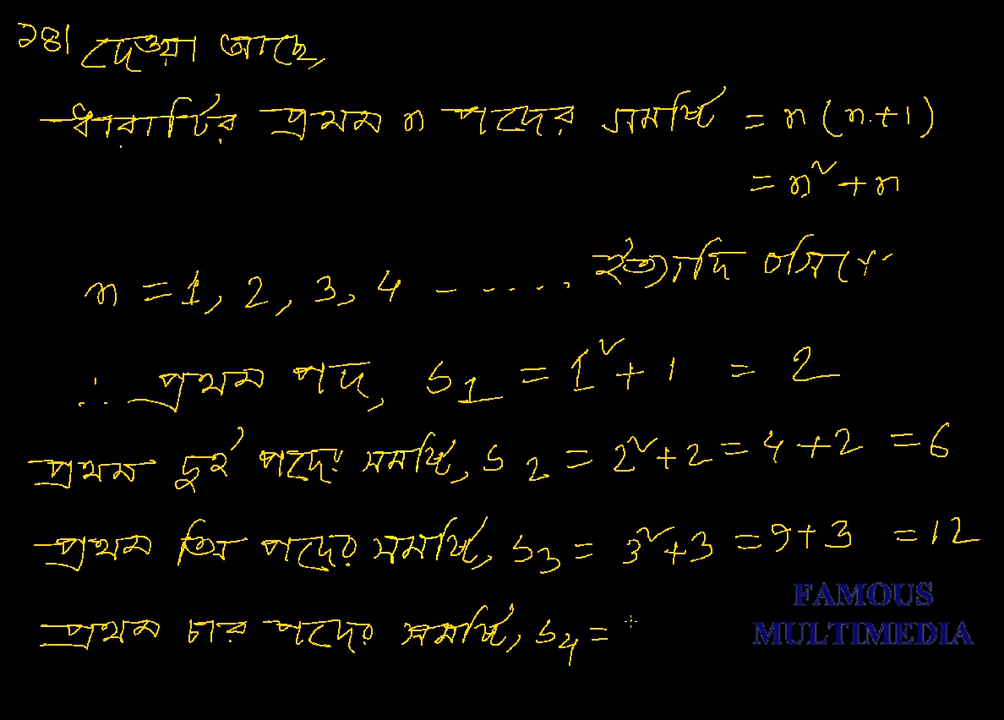 ১৪। দেওয়া আছে,
ধারাটির প্রথম n পদের সমষ্টি = n(n+1)
= n² + n
n = 1, 2, 3, 4 ------. ইত্যাদি বসিয়ে
∴ প্রথম পদ, S₁ = 1² + 1 = 2
প্রথম দুই পদের সমষ্টি, S₂ = 2² + 2 = 4 + 2 = 6
প্রথম তিন পদের সমষ্টি, S₃ = 3² + 3 = 9 + 3 = 12
প্রথম চার পদের সমষ্টি, S₄ =
FAMOUS
MULTIMEDIA